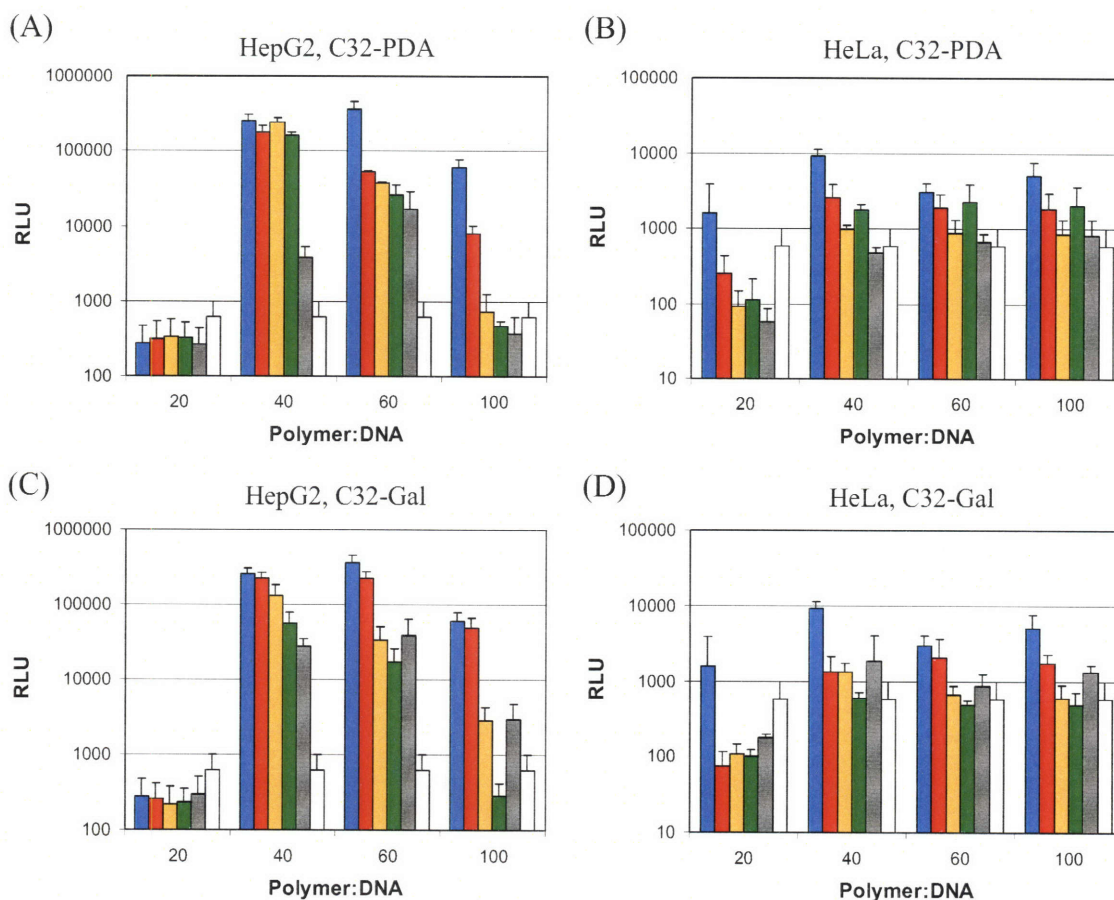 (A)
HepG2, C32-PDA
1000000
100000
10000
1000
100
RLU
20 40 60 100
Polymer:DNA
(B)
HeLa, C32-PDA
100000
10000
1000
100
10
RLU
20 40 60 100
Polymer:DNA
(C)
HepG2, C32-Gal
1000000
100000
10000
1000
100
RLU
20 40 60 100
Polymer:DNA
(D)
HeLa, C32-Gal
100000
10000
1000
100
10
RLU
20 40 60 100
Polymer:DNA